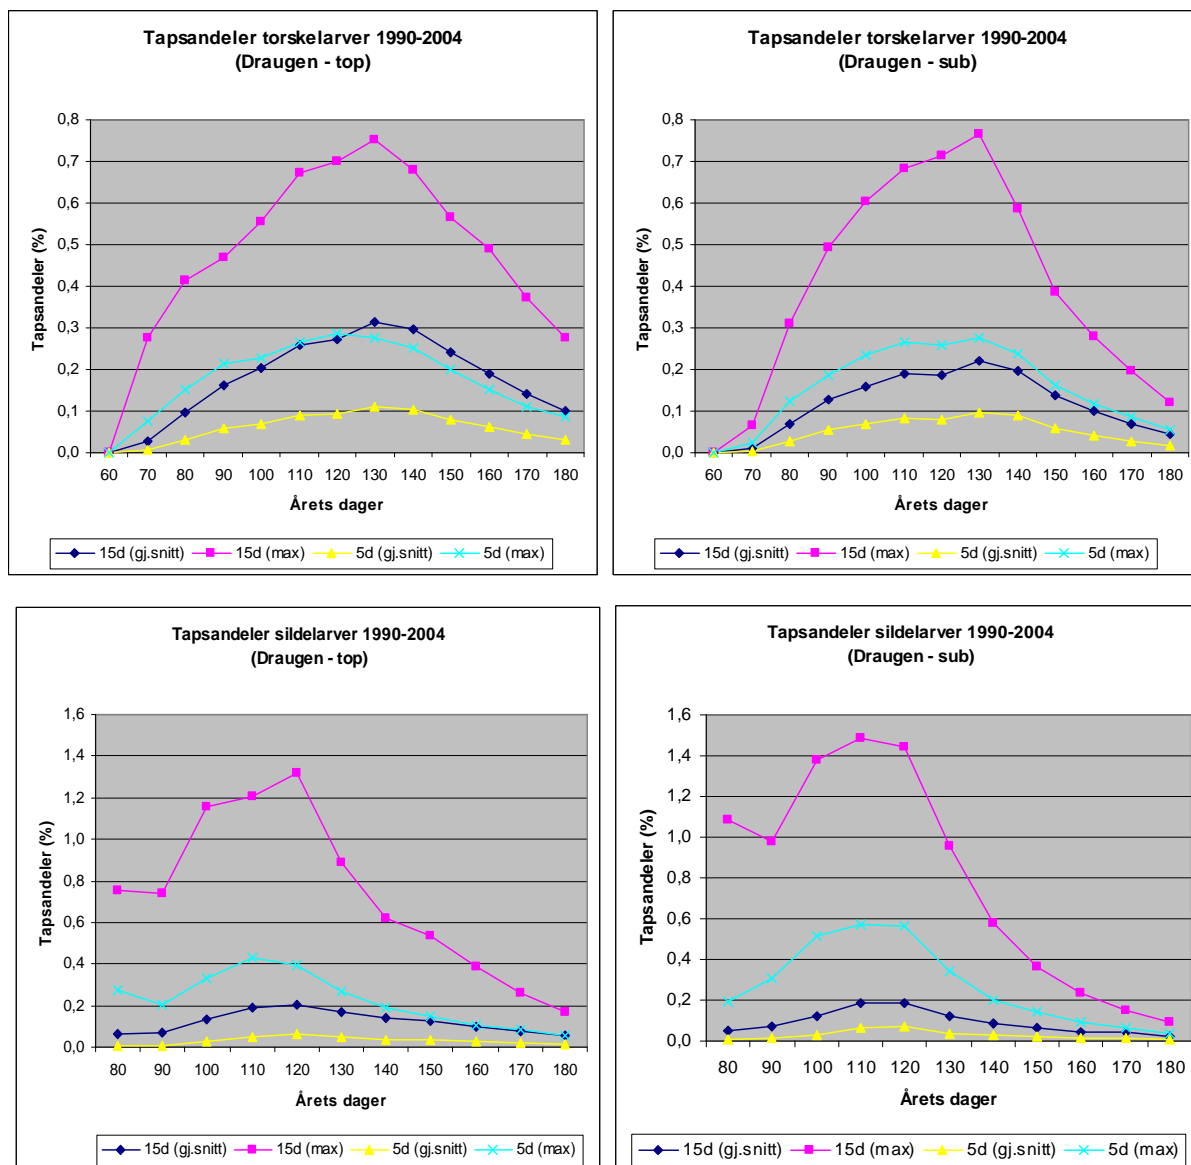 Tapsandeler torskelarver 1990-2004
(Draugen - top)
Tapsandeler (%)
0,8
0,7
0,6
0,5
0,4
0,3
0,2
0,1
0,0
60 70 80 90 100 110 120 130 140 150 160 170 180
Årets dager
15d (gj.snitt) 15d (max) 5d (gj.snitt) 5d (max)
Tapsandeler torskelarver 1990-2004
(Draugen - sub)
Tapsandeler (%)
0,8
0,7
0,6
0,5
0,4
0,3
0,2
0,1
0,0
60 70 80 90 100 110 120 130 140 150 160 170 180
Årets dager
15d (gj.snitt) 15d (max) 5d (gj.snitt) 5d (max)
Tapsandeler sildelarver 1990-2004
(Draugen - top)
Tapsandeler (%)
1,6
1,4
1,2
1,0
0,8
0,6
0,4
0,2
0,0
80 90 100 110 120 130 140 150 160 170 180
Årets dager
15d (gj.snitt) 15d (max) 5d (gj.snitt) 5d (max)
Tapsandeler sildelarver 1990-2004
(Draugen - sub)
Tapsandeler (%)
1,6
1,4
1,2
1,0
0,8
0,6
0,4
0,2
0,0
80 90 100 110 120 130 140 150 160 170 180
Årets dager
15d (gj.snitt) 15d (max) 5d (gj.snitt) 5d (max)